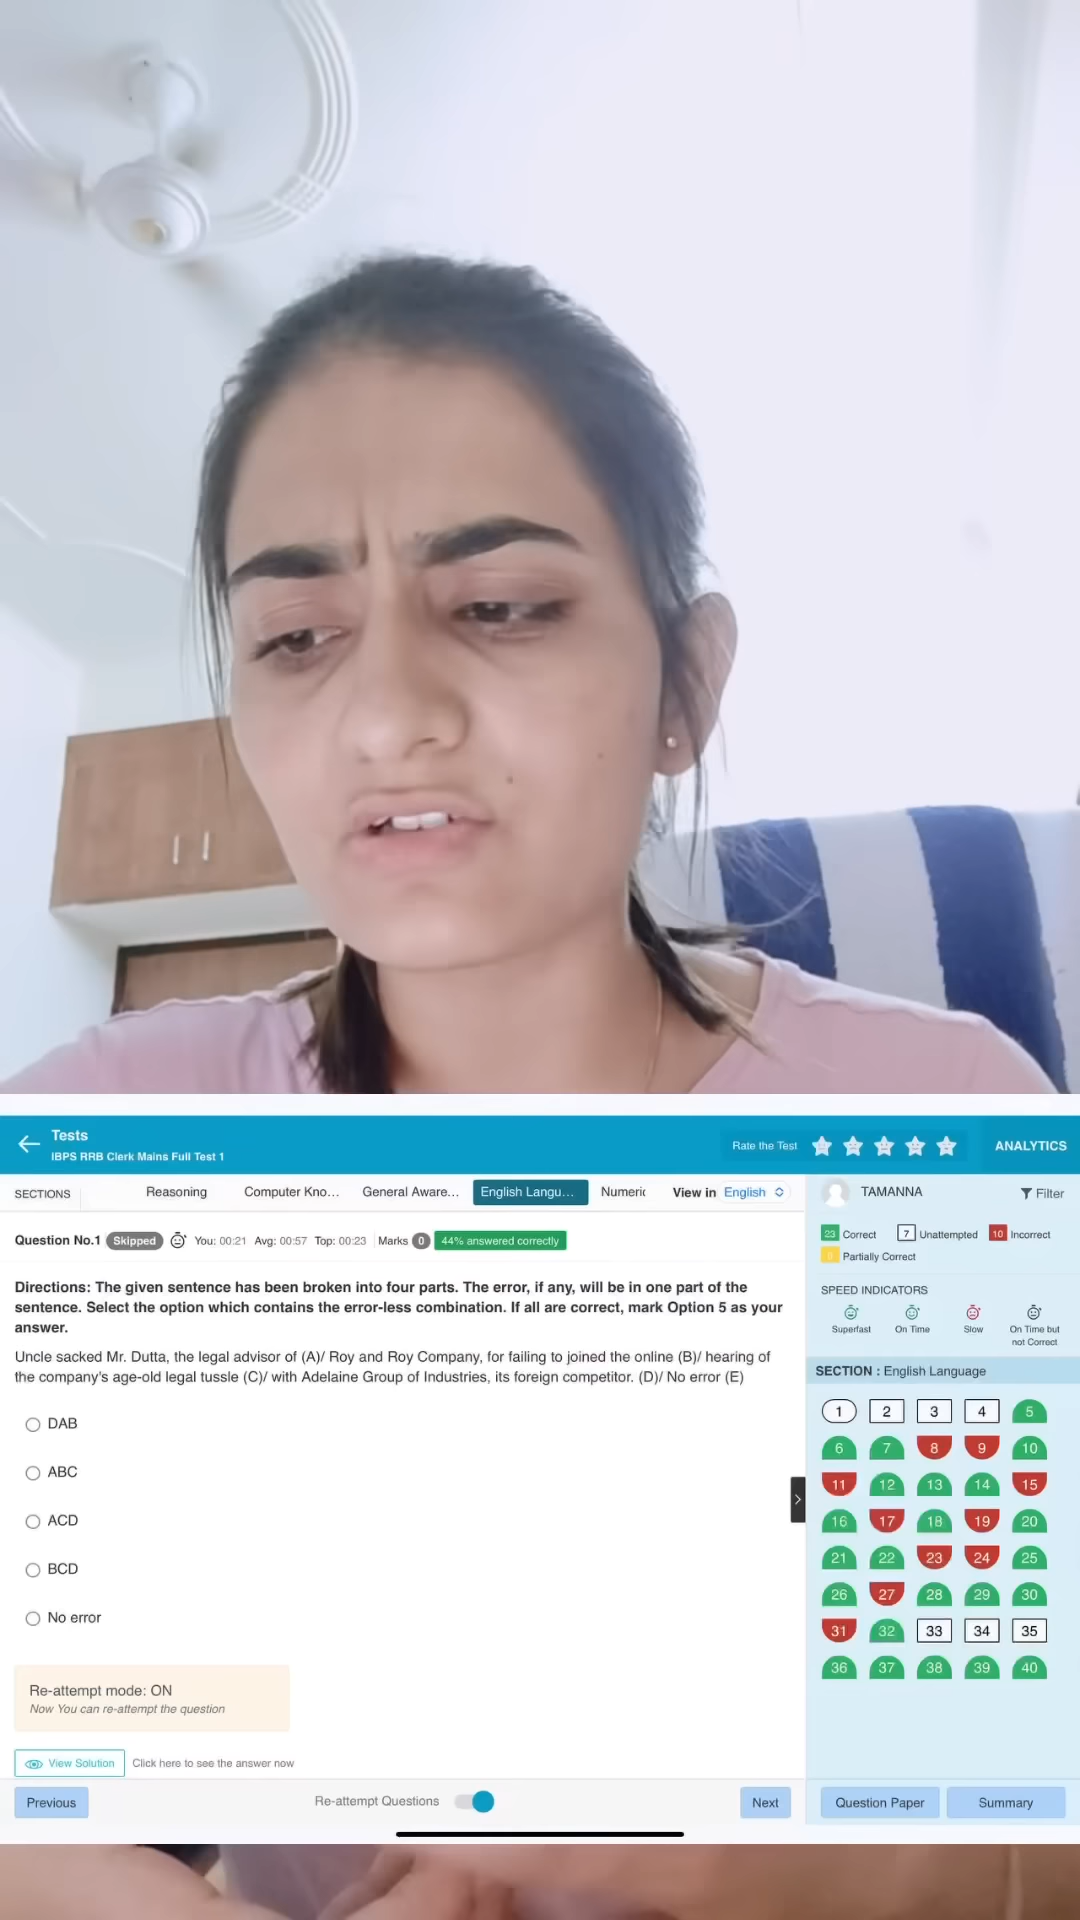 Tests
IBPS RRB Clerk Mains Full Test 1
Rate the Test
ANALYTICS
SECTIONS Reasoning Computer Kno... General Aware... English Langu... Numeric View in English
TAMANNA Filter
Question No.1 Skipped You: 00:21 Avg: 00:57 Top: 00:23 Marks 0 44% answered correctly
23 Correct 7 Unattempted 10 Incorrect
Partially Correct
Directions: The given sentence has been broken into four parts. The error, if any, will be in one part of the
sentence. Select the option which contains the error-less combination. If all are correct, mark Option 5 as your
answer.
Uncle sacked Mr. Dutta, the legal advisor of (A)/ Roy and Roy Company, for failing to joined the online (B)/ hearing of
the company's age-old legal tussle (C)/ with Adelaine Group of Industries, its foreign competitor. (D)/ No error (E)
DAB
ABC
ACD
BCD
No error
Re-attempt mode: ON
Now You can re-attempt the question
View Solution Click here to see the answer now
Previous Re-attempt Questions Next
SPEED INDICATORS
Superfast On Time Slow On Time but
not Correct
SECTION : English Language
1 2 3 4 5
6 7 8 9 10
11 12 13 14 15
16 17 18 19 20
21 22 23 24 25
26 27 28 29 30
31 32 33 34 35
36 37 38 39 40
Question Paper Summary